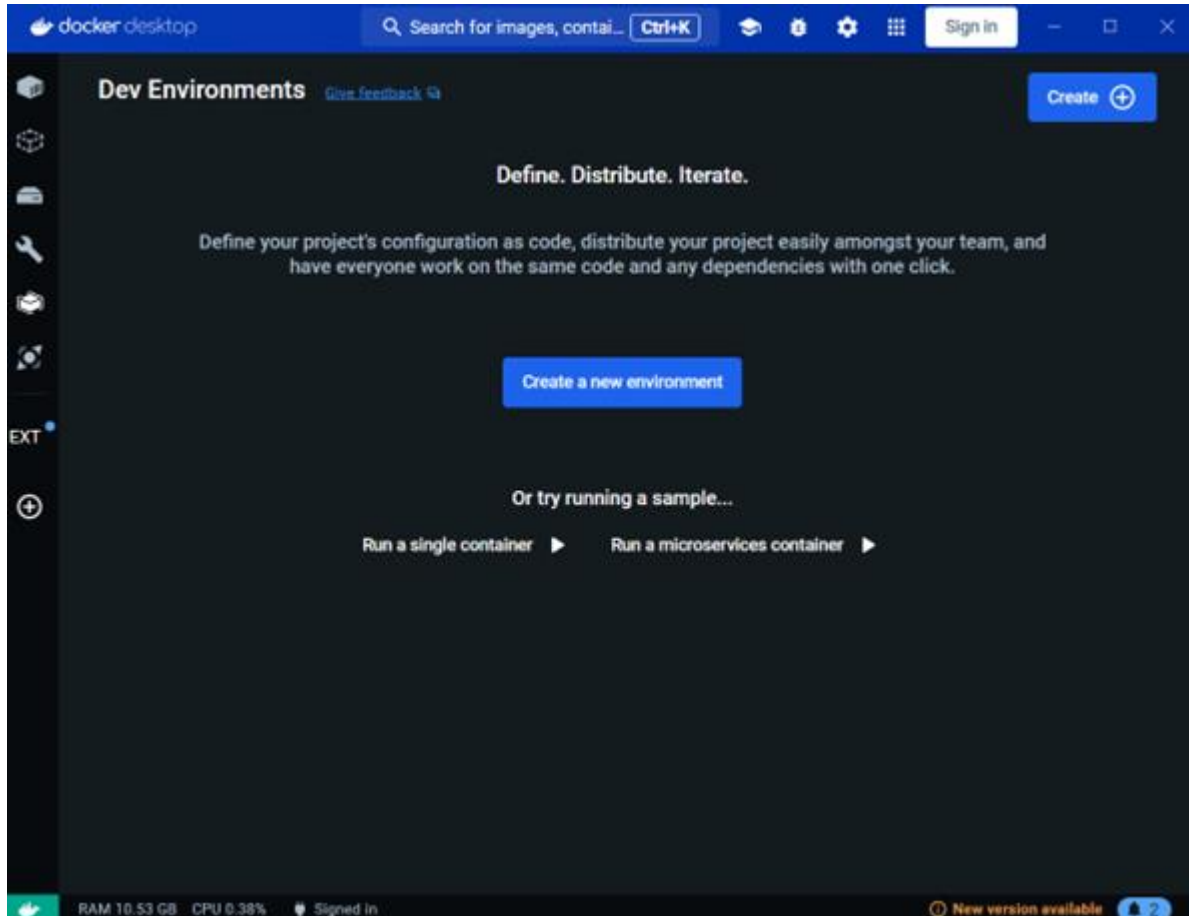 docker desktop
Search for images, contai... Ctrl+K
Sign in
Dev Environments Give feedback
Create
Define. Distribute. Iterate.
Define your project's configuration as code, distribute your project easily amongst your team, and
have everyone work on the same code and any dependencies with one click.
Create a new environment
EXT
Or try running a sample...
Run a single container Run a microservices container
RAM 10.53 GB CPU 0.38% Signed in New version available 2